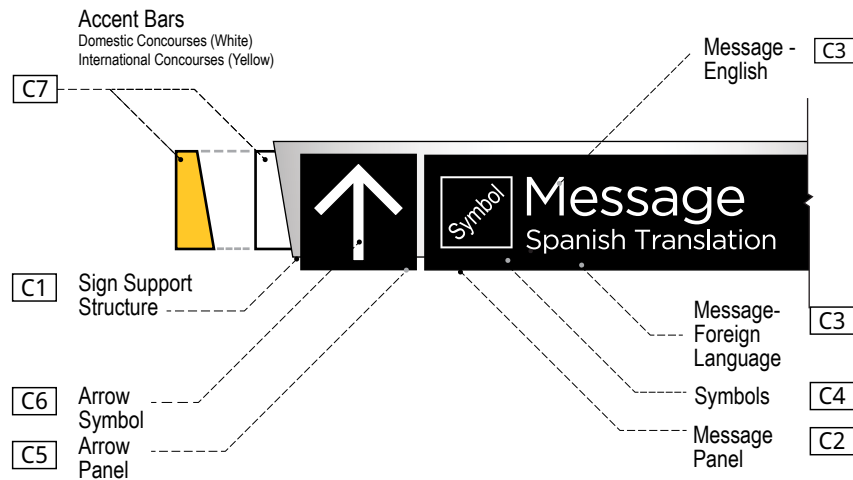 Accent Bars
Domestic Concourses (White)
International Concourses (Yellow)
C7
Message -
English
C3
Symbol
Message
Spanish Translation
C1
Sign Support
Structure
Message-
Foreign
Language
C3
C6
Arrow
Symbol
Symbols
C4
C5
Arrow
Panel
Message
Panel
C2